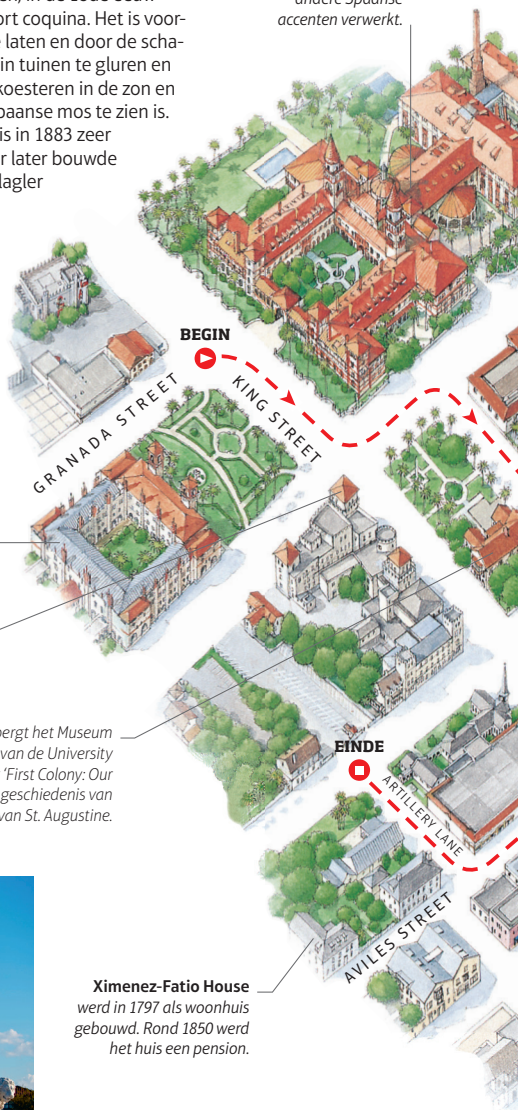 ort coquina. Het is voor-
e laten en door de scha-
in tuinen te gluren en
koesteren in de zon en
paanse mos te zien is.
is in 1883 zeer
r later bouwde
lagler
andere Spaanse
accenten verwerkt.
BEGIN
GRANADA STREET
KING STREET
bergt het Museum
van de University
'First Colony: Our
geschiedenis van
van St. Augustine.
EINDE
ARTILLERY LANE
AVILES STREET
Ximenez-Fatio House
werd in 1797 als woonhuis
gebouwd. Rond 1850 werd
het huis een pension.